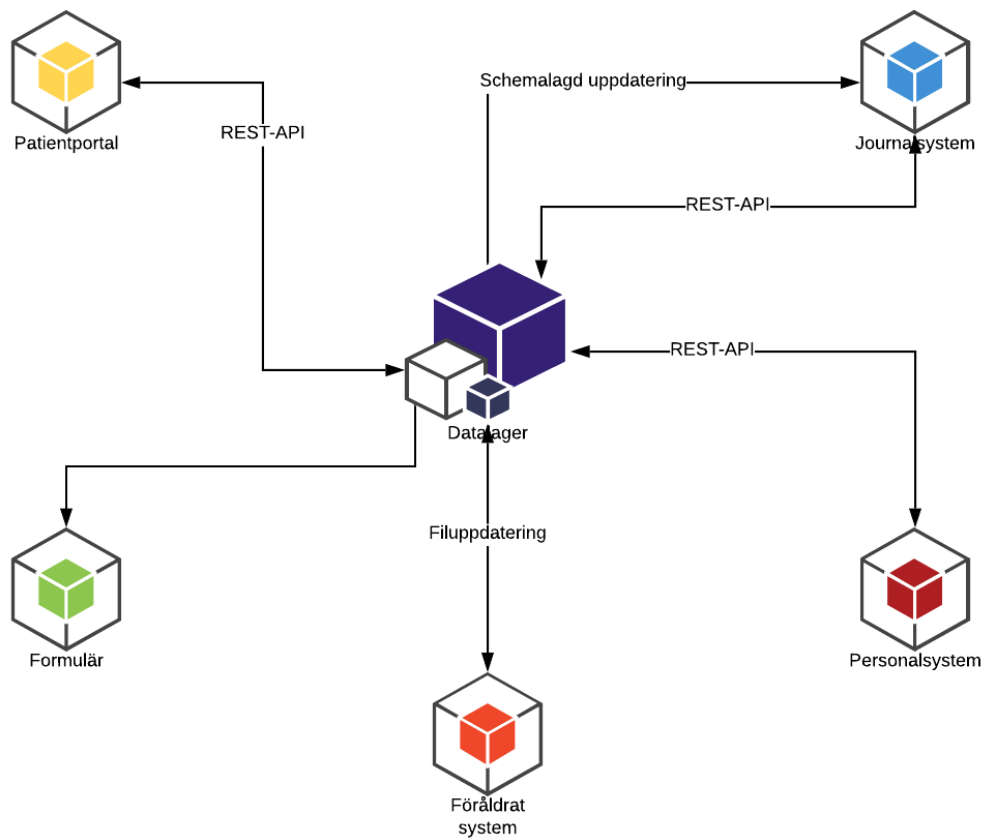 Schemalagd uppdatering
Patientportal
REST-API
Journalsystem
REST-API
REST-API
Datalager
Filuppdatering
Formulär
Personalsystem
Föråldrat
system